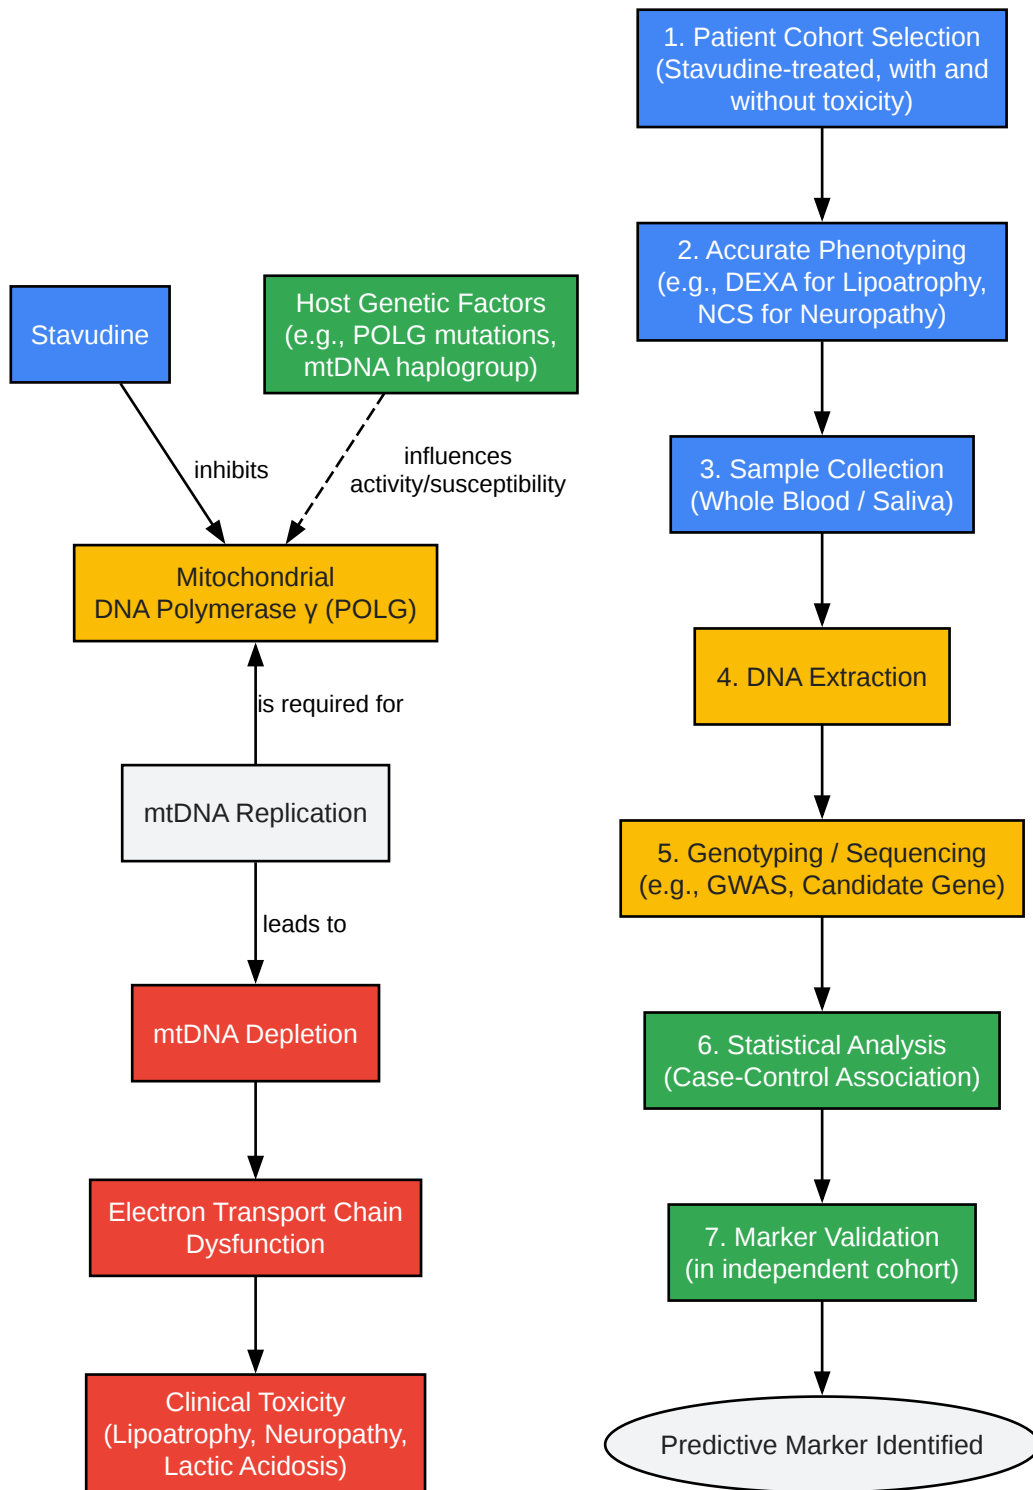 Stavudine
Host Genetic Factors
(e.g., POLG mutations,
mtDNA haplogroup)
inhibits
influences
activity/susceptibility
Mitochondrial
DNA Polymerase γ (POLG)
is required for
mtDNA Replication
leads to
mtDNA Depletion
Electron Transport Chain
Dysfunction
Clinical Toxicity
(Lipoatrophy, Neuropathy,
Lactic Acidosis)
1. Patient Cohort Selection
(Stavudine-treated, with and
without toxicity)
2. Accurate Phenotyping
(e.g., DEXA for Lipoatrophy,
NCS for Neuropathy)
3. Sample Collection
(Whole Blood / Saliva)
4. DNA Extraction
5. Genotyping / Sequencing
(e.g., GWAS, Candidate Gene)
6. Statistical Analysis
(Case-Control Association)
7. Marker Validation
(in independent cohort)
Predictive Marker Identified